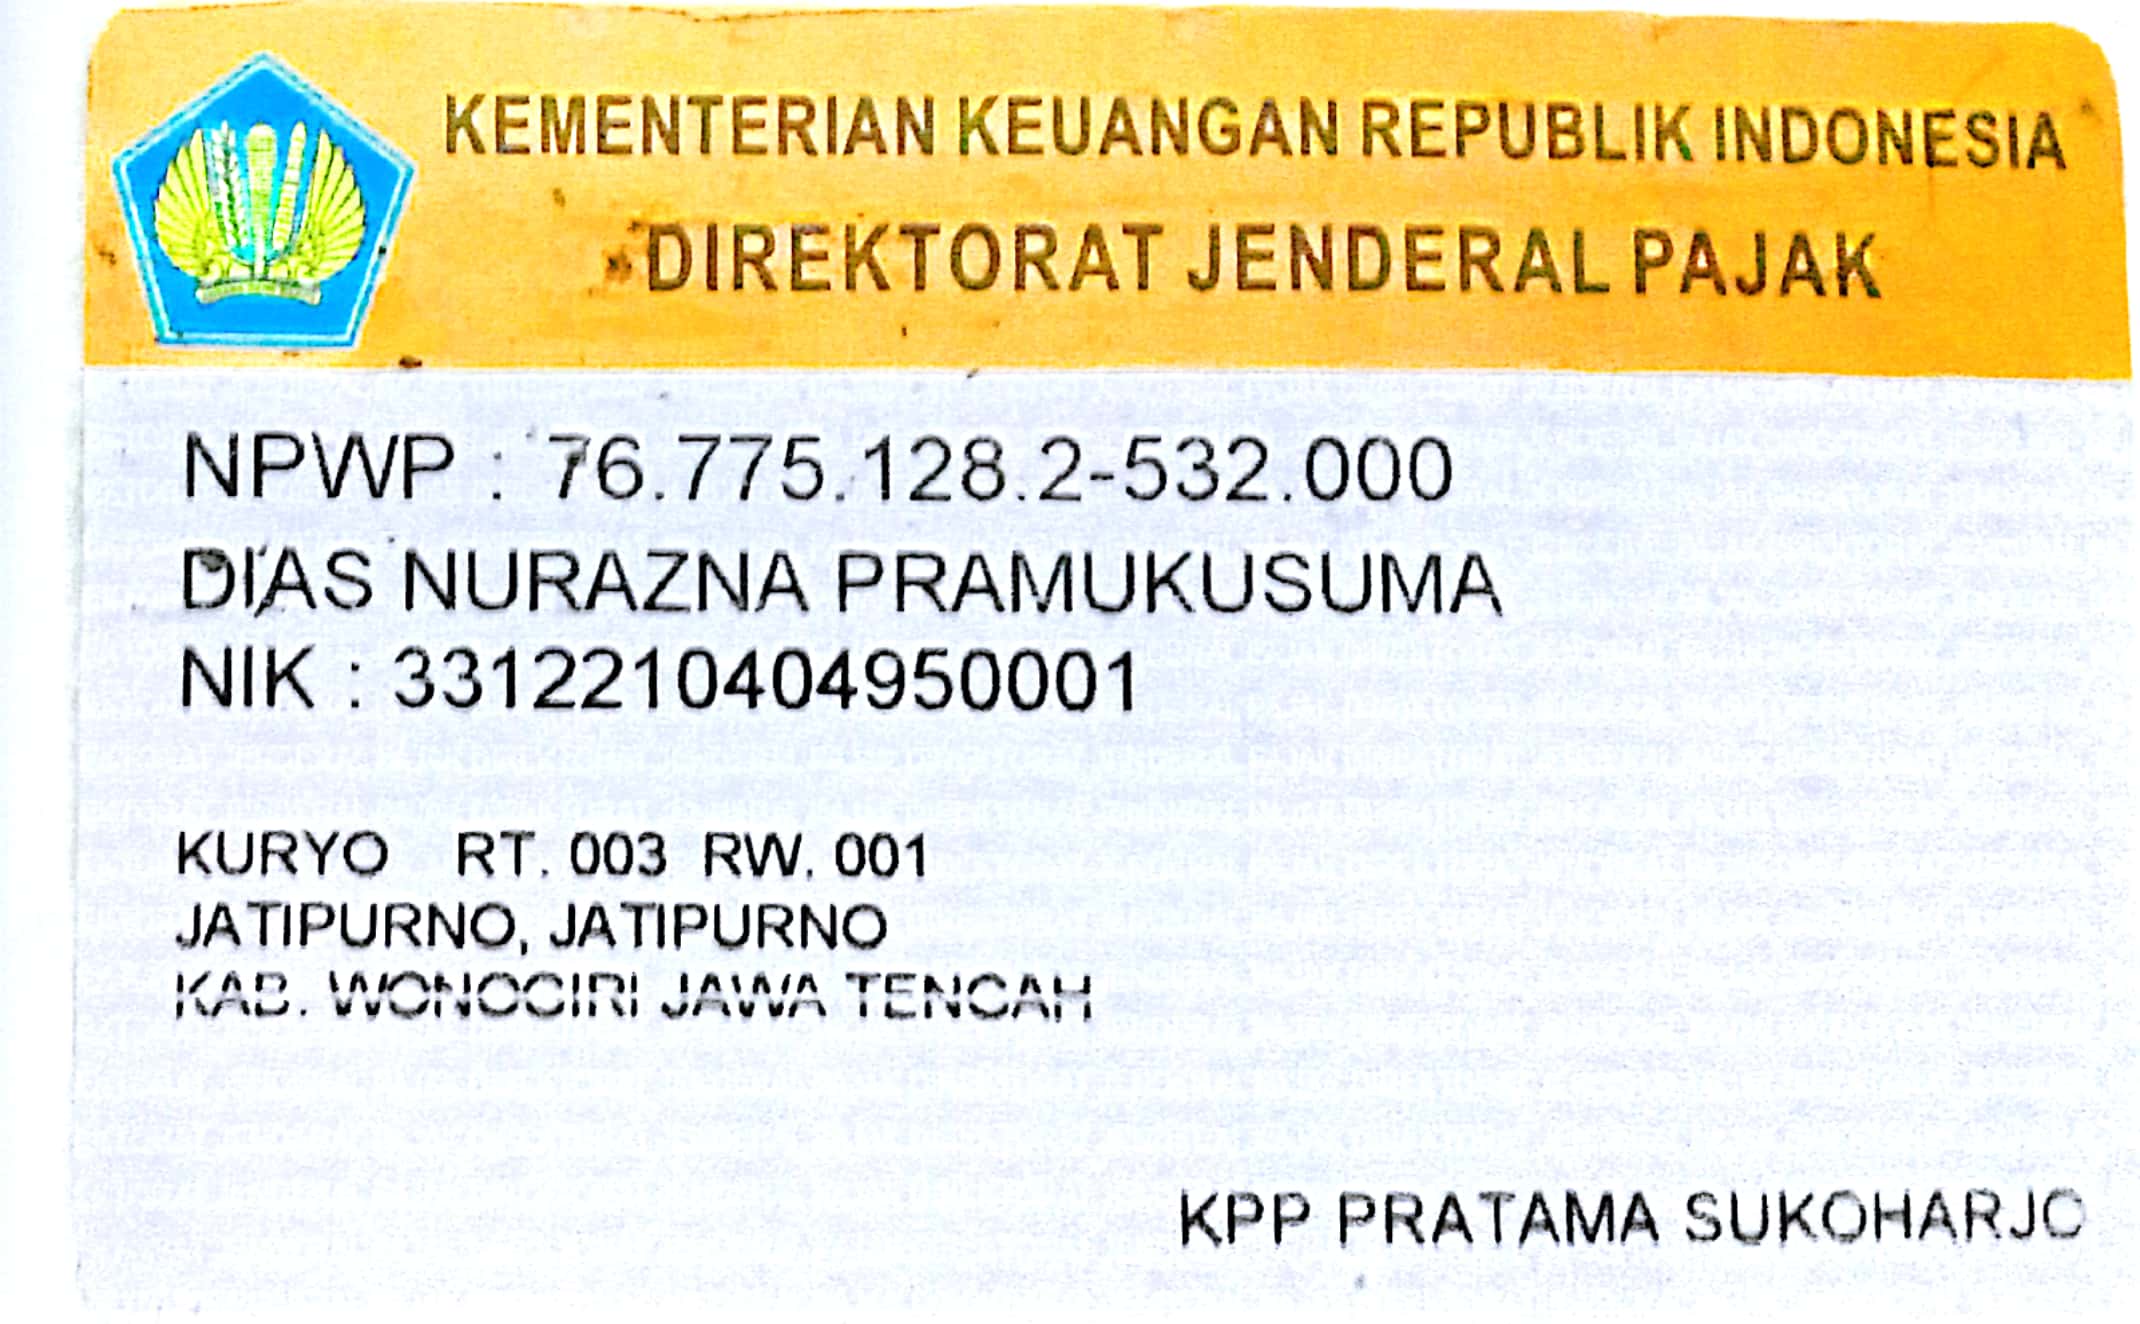 KEMENTERIAN KEUANGAN REPUBLIK INDONESIA
DIREKTORAT JENDERAL PAJAK
NPWP : 76.775.128.2-532.000
DIAS NURAZNA PRAMUKUSUMA
NIK : 3312210404950001
KURYO RT. 003 RW. 001
JATIPURNO, JATIPURNO
KAB. WONOGIRI JAWA TENGAH
KPP PRATAMA SUKOHARJO